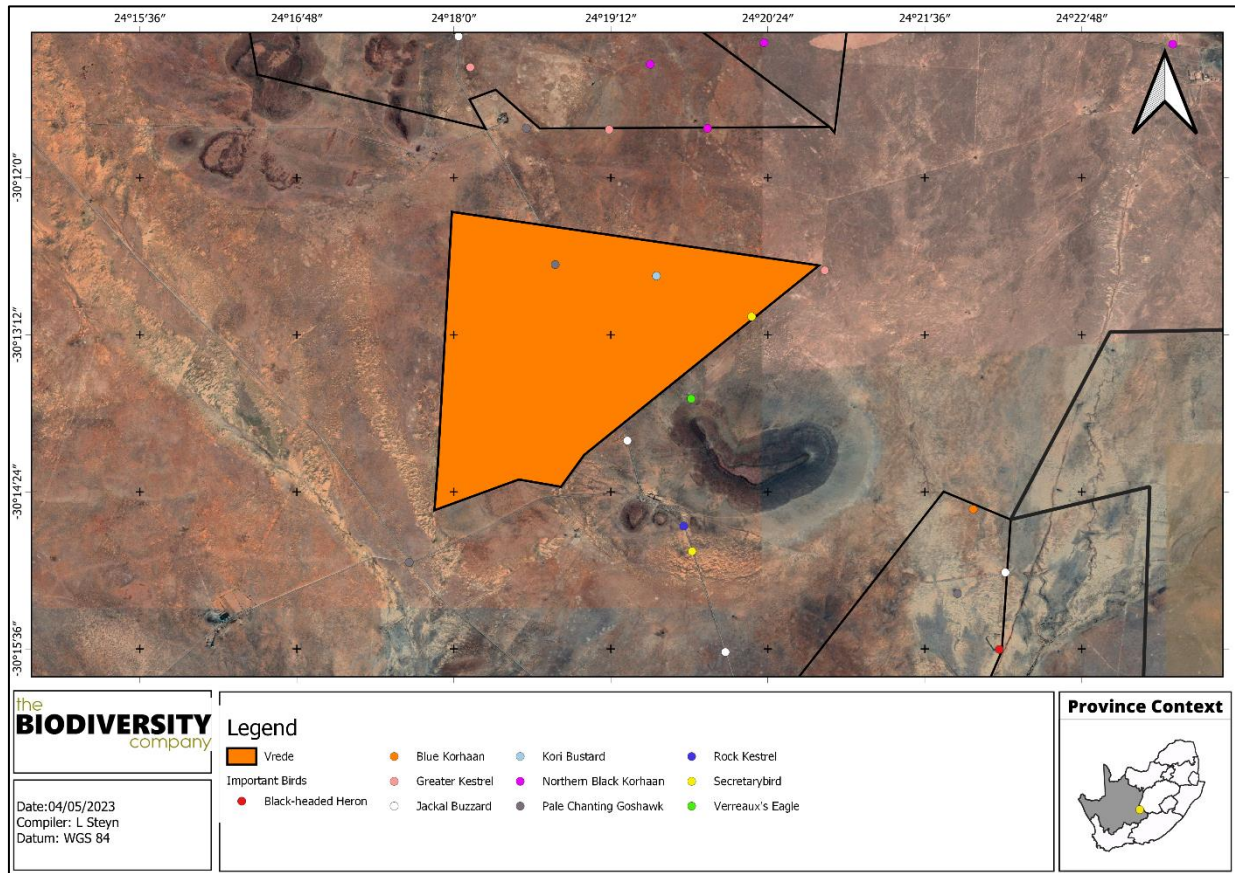 24°15'36" 24°16'48" 24°18'0" 24°19'12" 24°20'24" 24°21'36" 24°22'48"
-30°12'0"
-30°13'12"
-30°14'24"
-30°15'36"
the
BIODIVERSITY
company
Date:04/05/2023
Compiler: L Steyn
Datum: WGS 84
Legend
Vrede
Important Birds
Black-headed Heron
Blue Korhaan
Greater Kestrel
Jackal Buzzard
Kori Bustard
Northern Black Korhaan
Pale Chanting Goshawk
Rock Kestrel
Secretarybird
Verreaux's Eagle
Province Context